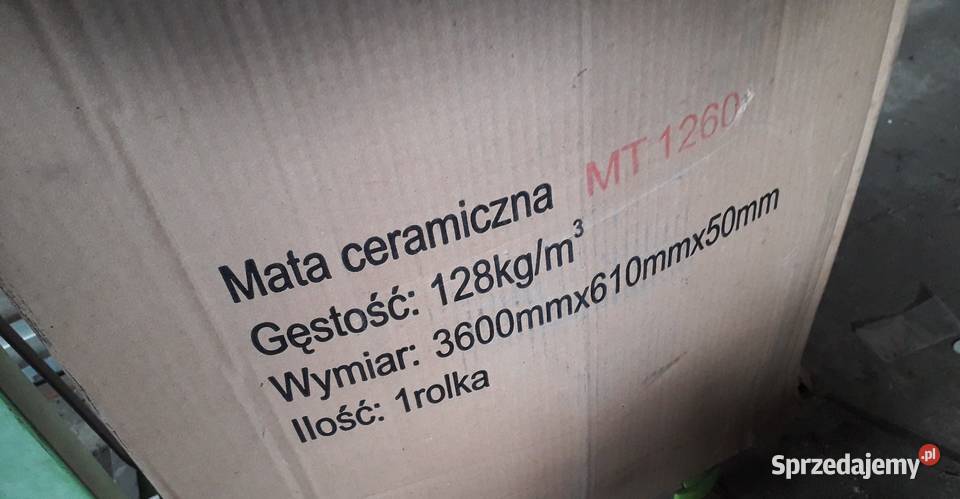 Mata ceramiczna MT 1260
Gęstość: 128kg/m³
Wymiar: 3600mmx610mmx50mm
Ilość: 1rolka
Sprzedajemy.pl